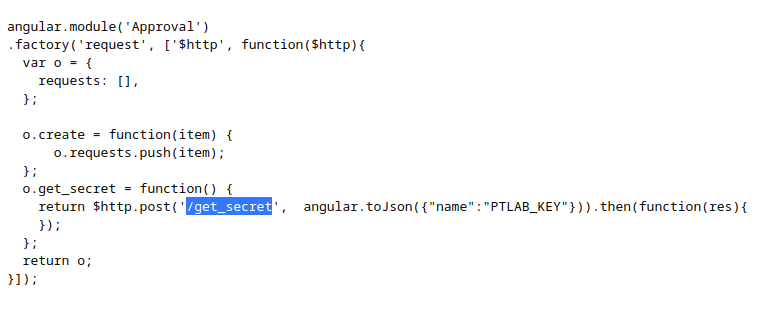 angular.module('Approval')
.factory('request', ['$http', function($http){
  var o = {
    requests: [],
  };

  o.create = function(item) {
      o.requests.push(item);
  };
  o.get_secret = function() {
    return $http.post('/get_secret',  angular.toJson({"name":"PTLAB_KEY"})).then(function(res){
    });
  };
  return o;
}]);